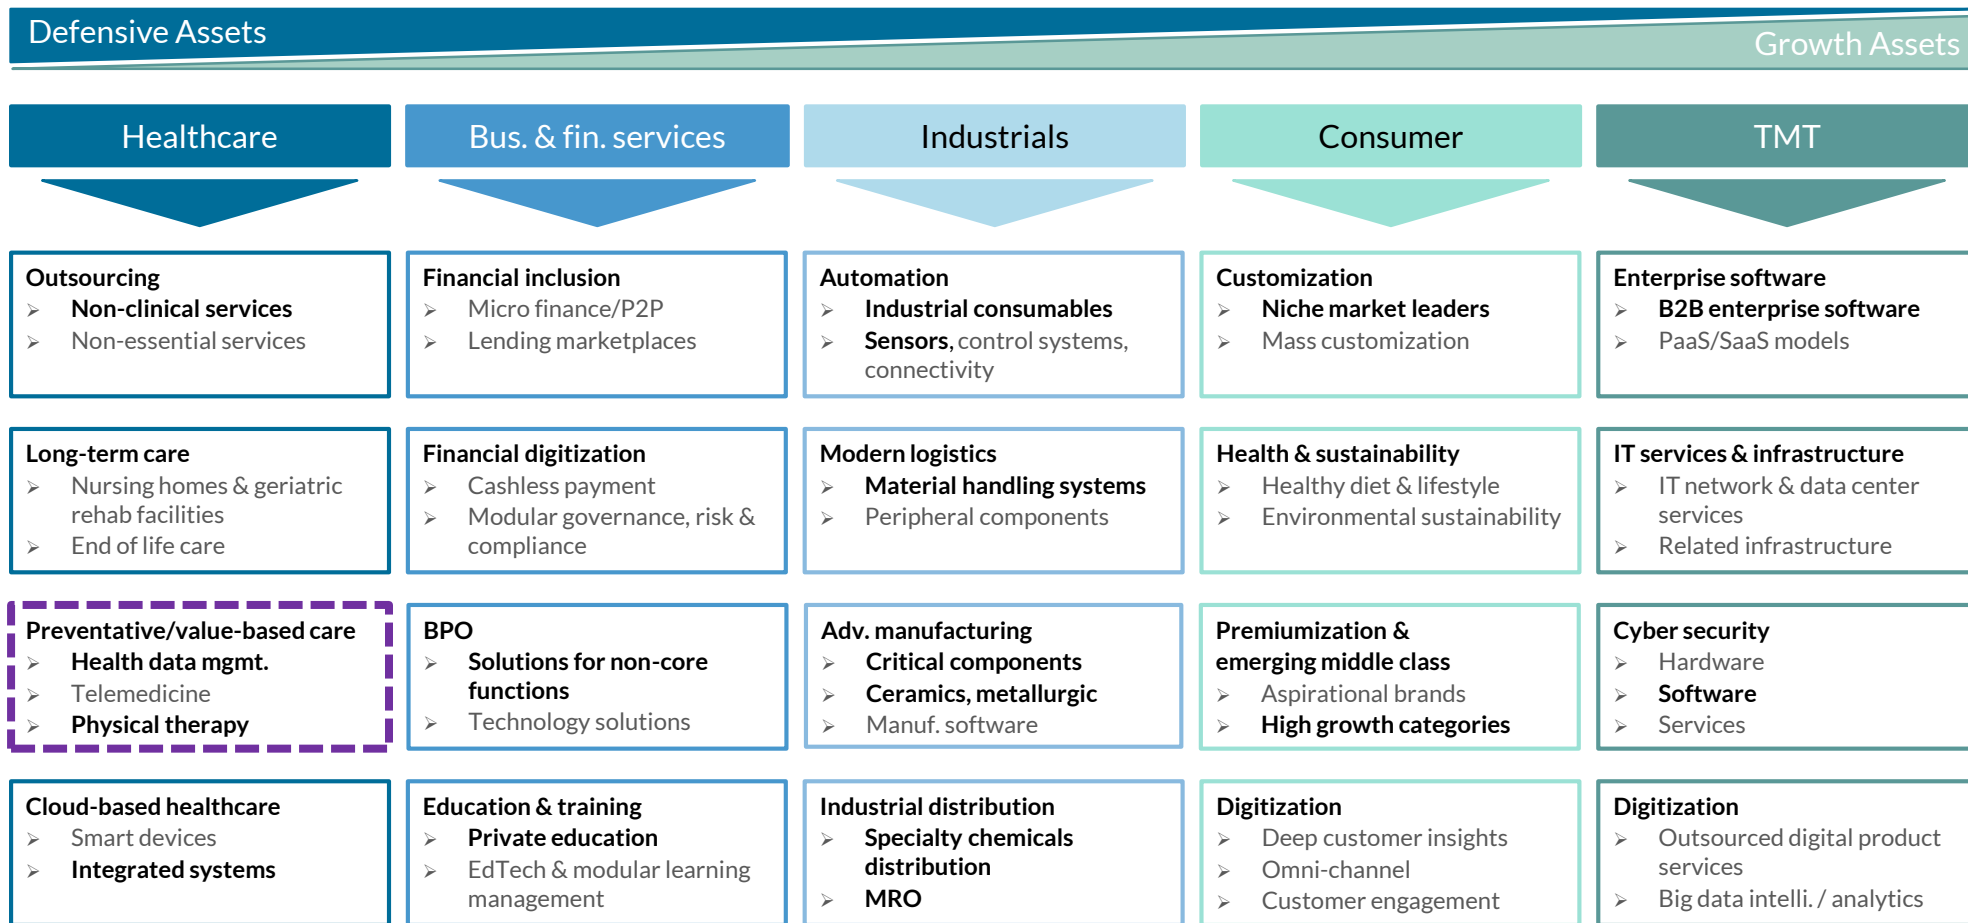 Defensive Assets
Growth Assets
Healthcare
Bus. & fin. services
Industrials
Consumer
TMT
Outsourcing
➢ Non-clinical services
➢ Non-essential services
Financial inclusion
➢ Micro finance/P2P
➢ Lending marketplaces
Automation
➢ Industrial consumables
➢ Sensors, control systems,
connectivity
Customization
➢ Niche market leaders
➢ Mass customization
Enterprise software
➢ B2B enterprise software
➢ PaaS/SaaS models
Long-term care
➢ Nursing homes & geriatric
rehab facilities
➢ End of life care
Financial digitization
➢ Cashless payment
➢ Modular governance, risk &
compliance
Modern logistics
➢ Material handling systems
➢ Peripheral components
Health & sustainability
➢ Healthy diet & lifestyle
➢ Environmental sustainability
IT services & infrastructure
➢ IT network & data center
services
➢ Related infrastructure
Preventative/value-based care
➢ Health data mgmt.
➢ Telemedicine
➢ Physical therapy
BPO
➢ Solutions for non-core
functions
➢ Technology solutions
Adv. manufacturing
➢ Critical components
➢ Ceramics, metallurgic
➢ Manuf. software
Premiumization &
emerging middle class
➢ Aspirational brands
➢ High growth categories
Cyber security
➢ Hardware
➢ Software
➢ Services
Cloud-based healthcare
➢ Smart devices
➢ Integrated systems
Education & training
➢ Private education
➢ EdTech & modular learning
management
Industrial distribution
➢ Specialty chemicals
distribution
➢ MRO
Digitization
➢ Deep customer insights
➢ Omni-channel
➢ Customer engagement
Digitization
➢ Outsourced digital product
services
➢ Big data intelli. / analytics